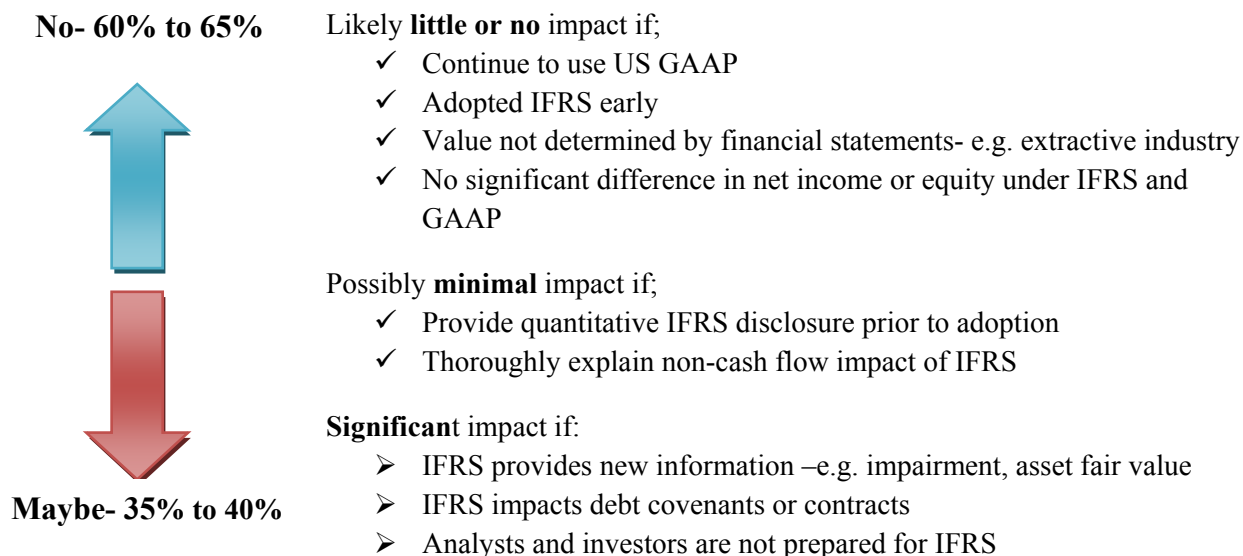 No- 60% to 65%
Likely little or no impact if;
✓ Continue to use US GAAP
✓ Adopted IFRS early
✓ Value not determined by financial statements- e.g. extractive industry
✓ No significant difference in net income or equity under IFRS and
GAAP
Possibly minimal impact if;
✓ Provide quantitative IFRS disclosure prior to adoption
✓ Thoroughly explain non-cash flow impact of IFRS
Significant impact if:
➢ IFRS provides new information –e.g. impairment, asset fair value
Maybe- 35% to 40%
➢ IFRS impacts debt covenants or contracts
➢ Analysts and investors are not prepared for IFRS